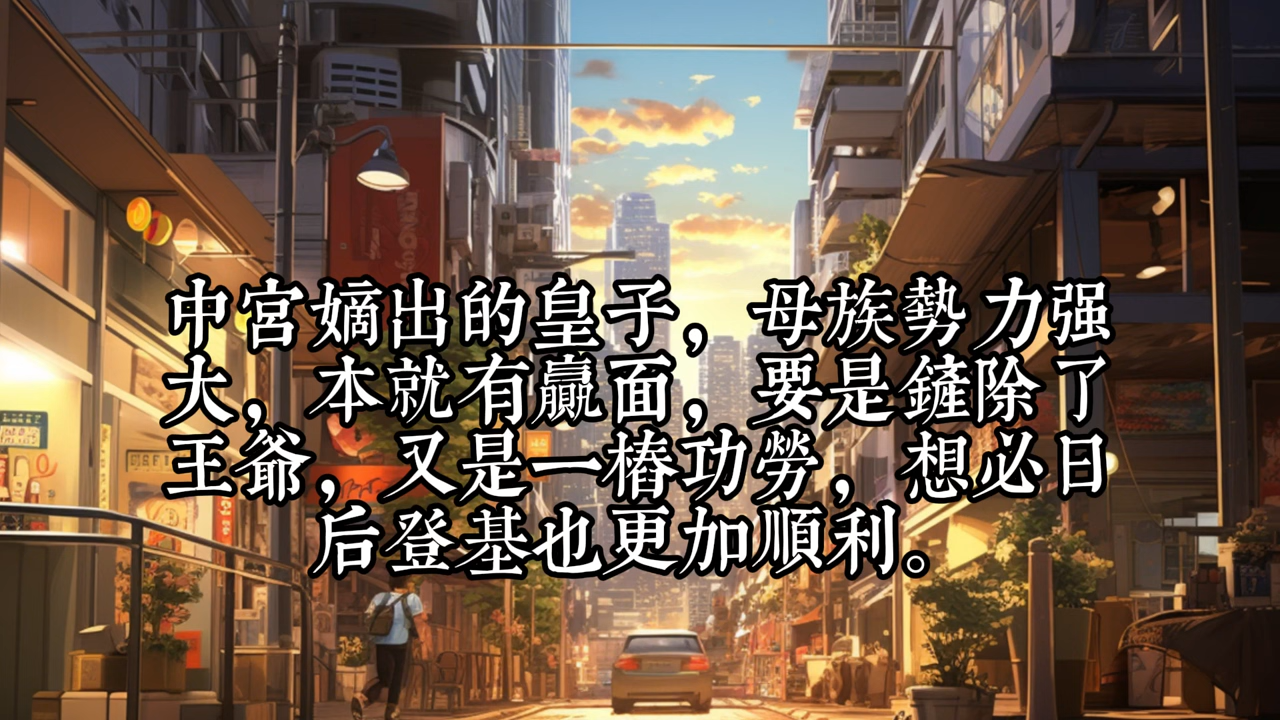 中宮嫡出的皇子，母族勢力强
大，本就有贏面，要是鏟除了
王爺，又是一樁功勞，想必日
后登基也更加順利。